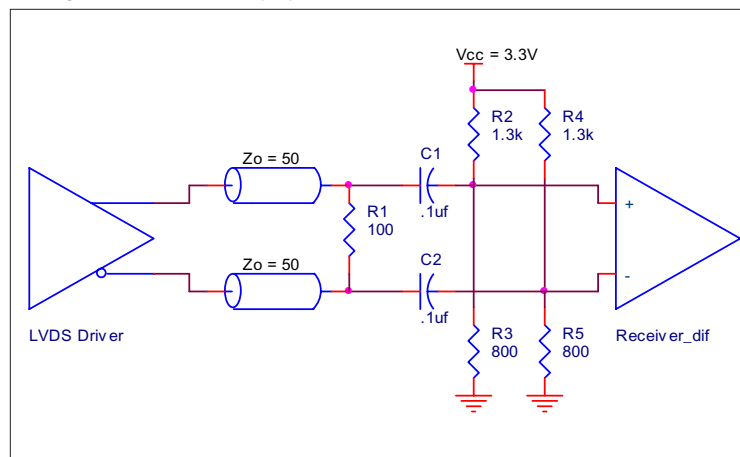 Vcc = 3.3V
R2
1.3k
R4
1.3k
Zo = 50
C1
.1uf
R1
100
+
Zo = 50
C2
.1uf
-
LVDS Driver
R3
800
R5
800
Receiver_dif